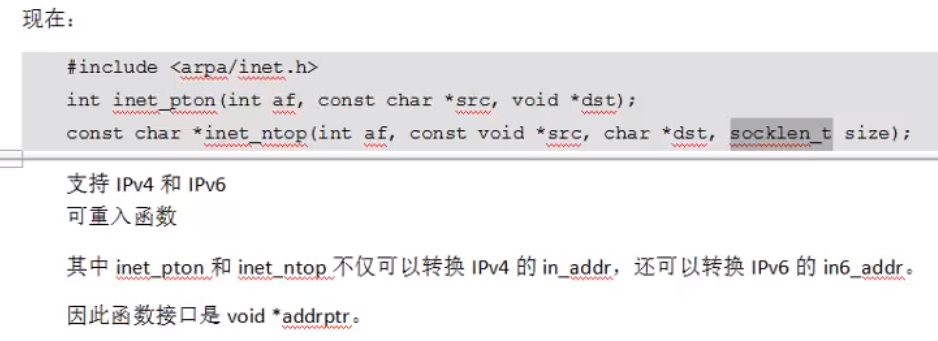 现在：
#include <arpa/inet.h>
int inet_pton(int af, const char *src, void *dst);
const char *inet_ntop(int af, const void *src, char *dst, socklen_t size);
支持 IPv4 和 IPv6
可重入函数
其中 inet_pton 和 inet_ntop 不仅可以转换 IPv4 的 in_addr，还可以转换 IPv6 的 in6_addr。
因此函数接口是 void *addrptr。